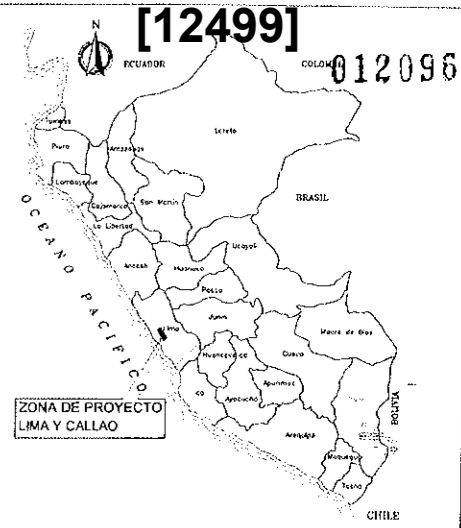 [12499]
N
ECUADOR
COLOMBIA
012096
Tumbes
Piura
Amazonas
Loreto
Lambayeque
Cajamarca
San Martin
BRASIL
La Libertad
Ucayali
Ancash
Huanuco
Pasco
OCEANO PACIFICO
Lima
Junin
Madre de Dios
Huancavelica
Cusco
Ica
Ayacucho
Apurimac
BOLIVIA
ZONA DE PROYECTO
LIMA Y CALLAO
Arequipa
Moquegua
Tacna
CHILE